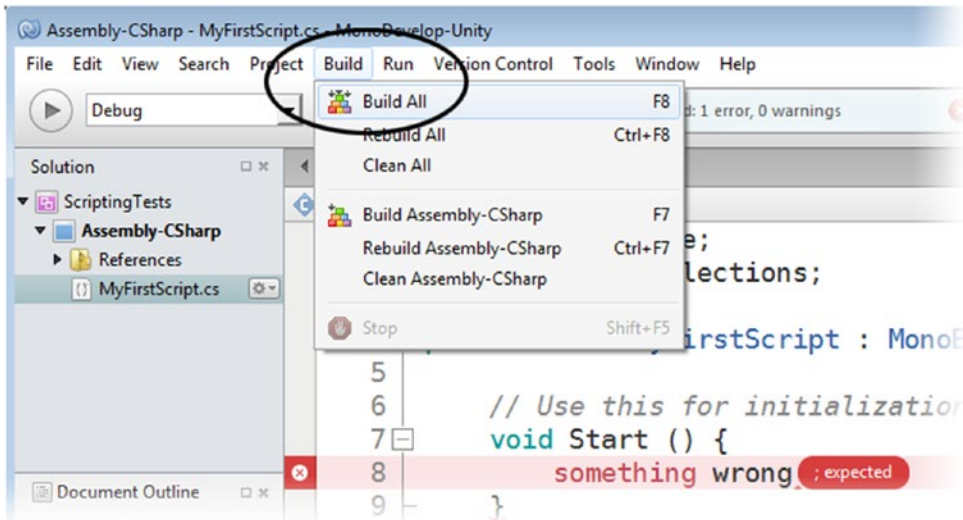 Assembly-CSharp - MyFirstScript.cs - MonoDevelop-Unity
File Edit View Search Project Build Run Version Control Tools Window Help
Debug
d: 1 error, 0 warnings
Build All F8
Rebuild All Ctrl+F8
Clean All
Build Assembly-CSharp F7
Rebuild Assembly-CSharp Ctrl+F7
Clean Assembly-CSharp
Stop Shift+F5
Solution
ScriptingTests
Assembly-CSharp
References
MyFirstScript.cs
Document Outline
e;
lections;
irstScript : Mono
5
6 // Use this for initialization
7 void Start () {
8 something wrong ; expected
9 }